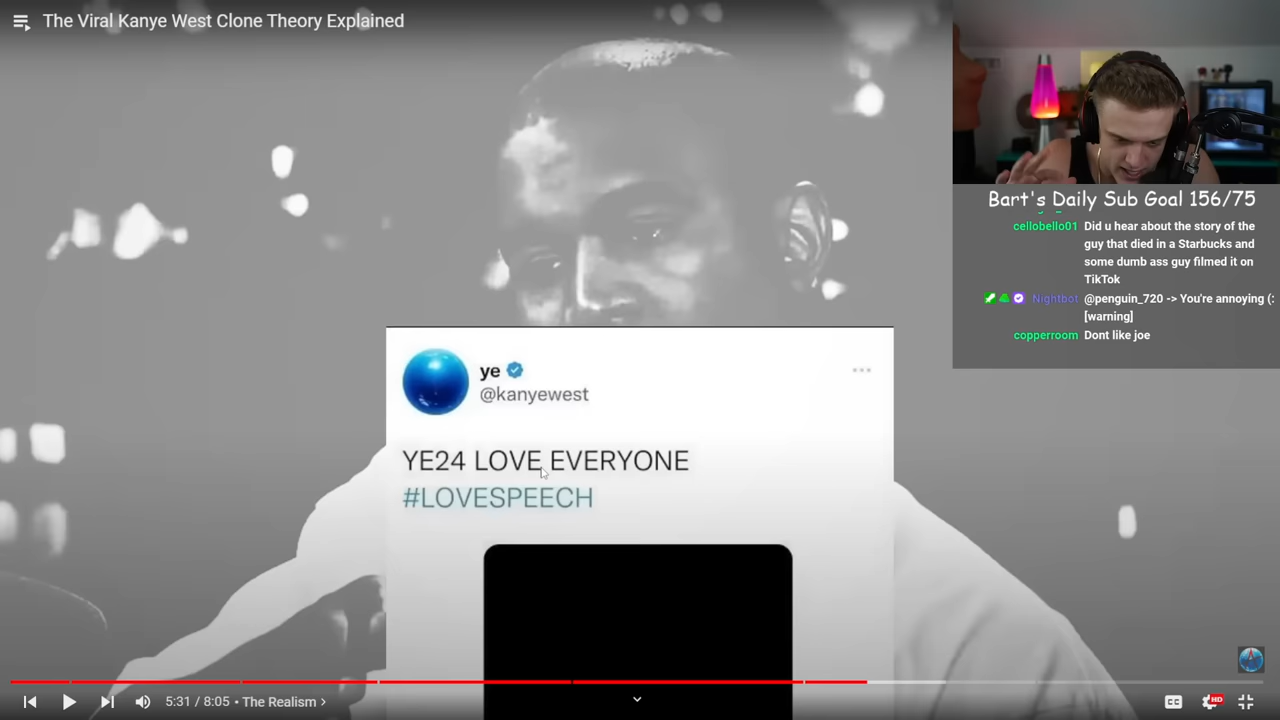 The Viral Kanye West Clone Theory Explained
Bart's Daily Sub Goal 156/75
cellobello01 Did u hear about the story of the
guy that died in a Starbucks and
some dumb ass guy filmed it on
TikTok
Nightbot @penguin_720 -> You're annoying (:
[warning]
copperroom Dont like joe
ye
@kanyewest
YE24 LOVE EVERYONE
#LOVESPEECH
5:31 / 8:05 • The Realism
CC
HD